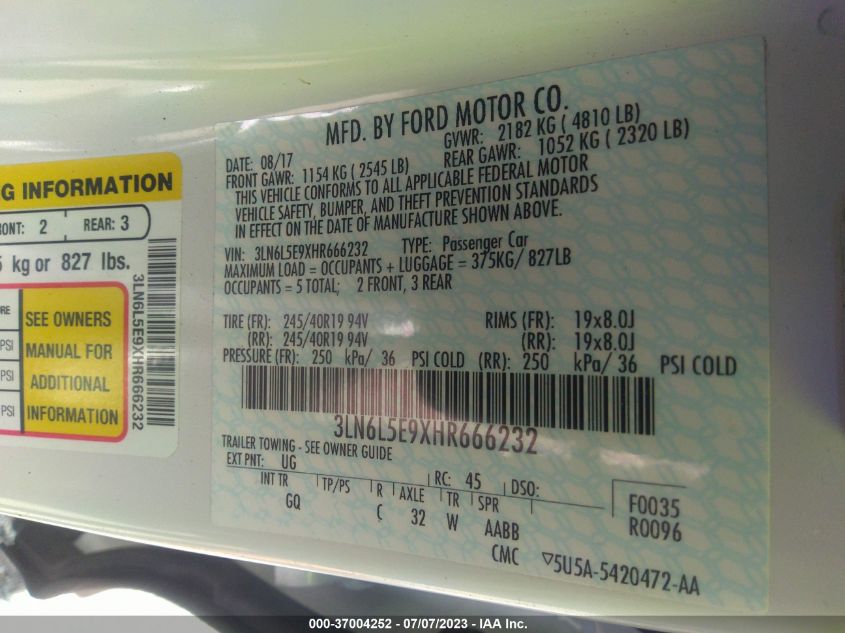 G INFORMATION
RONT: 2 REAR: 3
5 kg or 827 lbs.
URE
PSI
PSI
PSI
SEE OWNERS
MANUAL FOR
ADDITIONAL
INFORMATION
3LN6L5E9XHR666232
MFD. BY FORD MOTOR CO.
DATE: 08/17 GVWR: 2182 KG ( 4810 LB)
FRONT GAWR: 1154 KG ( 2545 LB) REAR GAWR: 1052 KG ( 2320 LB)
THIS VEHICLE CONFORMS TO ALL APPLICABLE FEDERAL MOTOR
VEHICLE SAFETY, BUMPER, AND THEFT PREVENTION STANDARDS
IN EFFECT ON THE DATE OF MANUFACTURE SHOWN ABOVE.
VIN: 3LN6L5E9XHR666232 TYPE: Passenger Car
MAXIMUM LOAD = OCCUPANTS + LUGGAGE = 375KG/ 827LB
OCCUPANTS = 5 TOTAL; 2 FRONT, 3 REAR
TIRE (FR): 245/40R19 94V RIMS (FR): 19x8.0J
(RR): 245/40R19 94V (RR): 19x8.0J
PRESSURE (FR): 250 kPa/ 36 PSI COLD (RR): 250 kPa/ 36 PSI COLD
3LN6L5E9XHR666232
TRAILER TOWING - SEE OWNER GUIDE
EXT PNT: UG RC: 45 DSO:
INT TR TP/PS R AXLE TR SPR F0035
GQ C 32 W AABB R0096
CMC ▽5U5A-5420472-AA
000-37004252 / 07/07/2023 - IAA Inc.